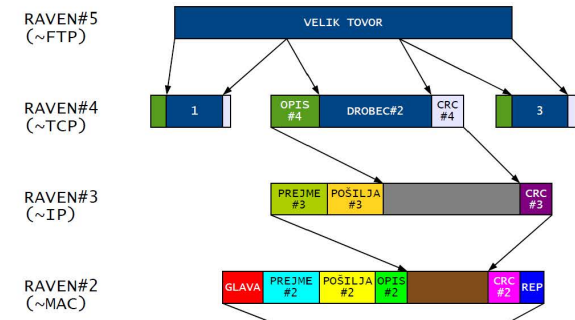 RAVEN#5
(~FTP)
VELIK TOVOR
RAVEN#4
(~TCP)
1
OPIS
#4
DROBEC#2
CRC
#4
3
RAVEN#3
(~IP)
PREJME
#3
POŠILJA
#3
CRC
#3
RAVEN#2
(~MAC)
GLAVA
PREJME
#2
POŠILJA
#2
OPIS
#2
CRC
#2
REP